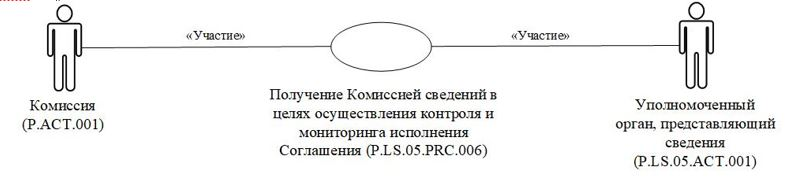 «Участие»
«Участие»
Комиссия
(P.ACT.001)
Получение Комиссией сведений в
целях осуществления контроля и
мониторинга исполнения
Соглашения (P.LS.05.PRC.006)
Уполномоченный
орган, представляющий
сведения
(P.LS.05.ACT.001)